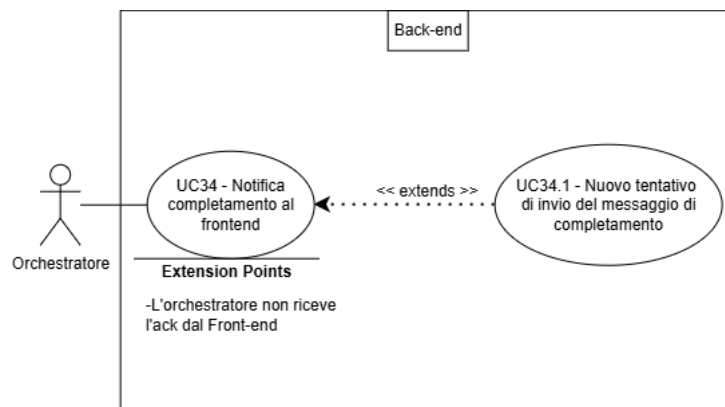 Back-end
UC34 - Notifica
completamento al
frontend
<< extends >>
UC34.1 - Nuovo tentativo
di invio del messaggio di
completamento
Orchestratore
Extension Points
-L'orchestratore non riceve
l'ack dal Front-end